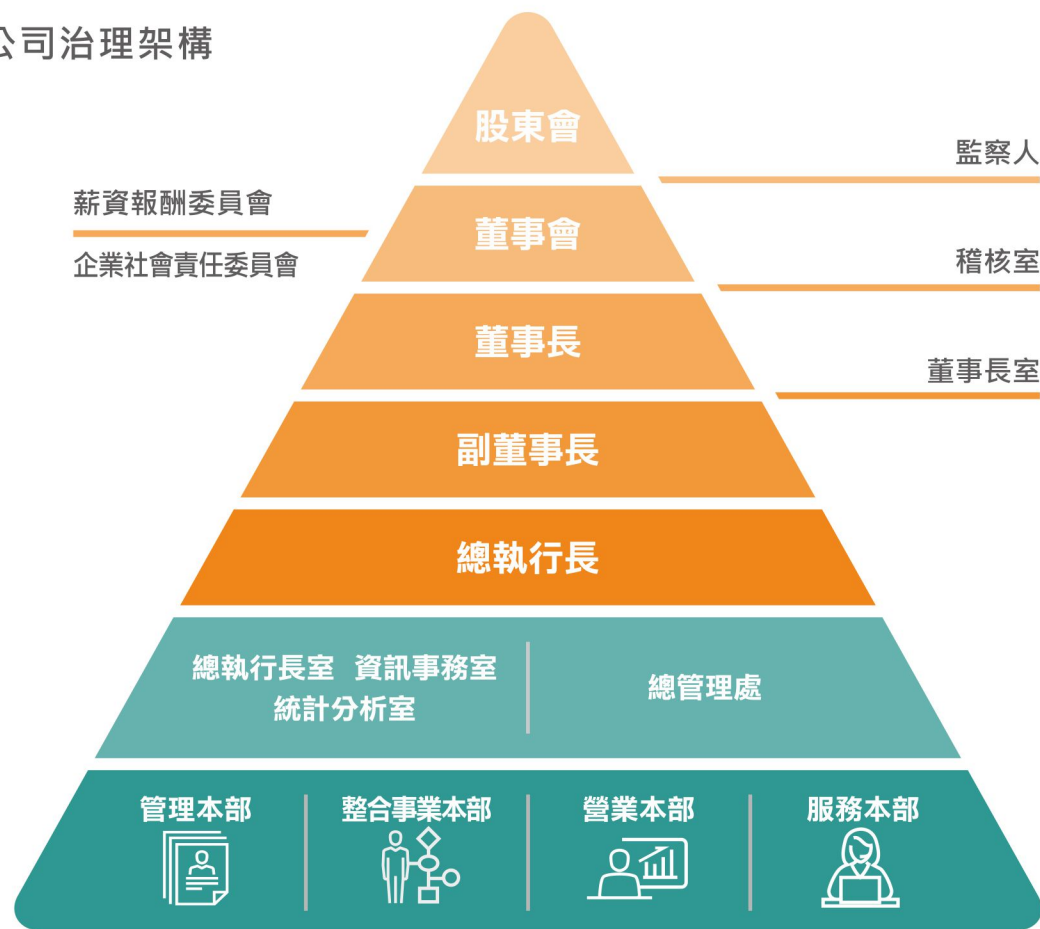 公司治理架構
股東會
監察人
薪資報酬委員會
企業社會責任委員會
董事會
稽核室
董事長
董事長室
副董事長
總執行長
總執行長室 資訊事務室
統計分析室
總管理處
管理本部
整合事業本部
營業本部
服務本部